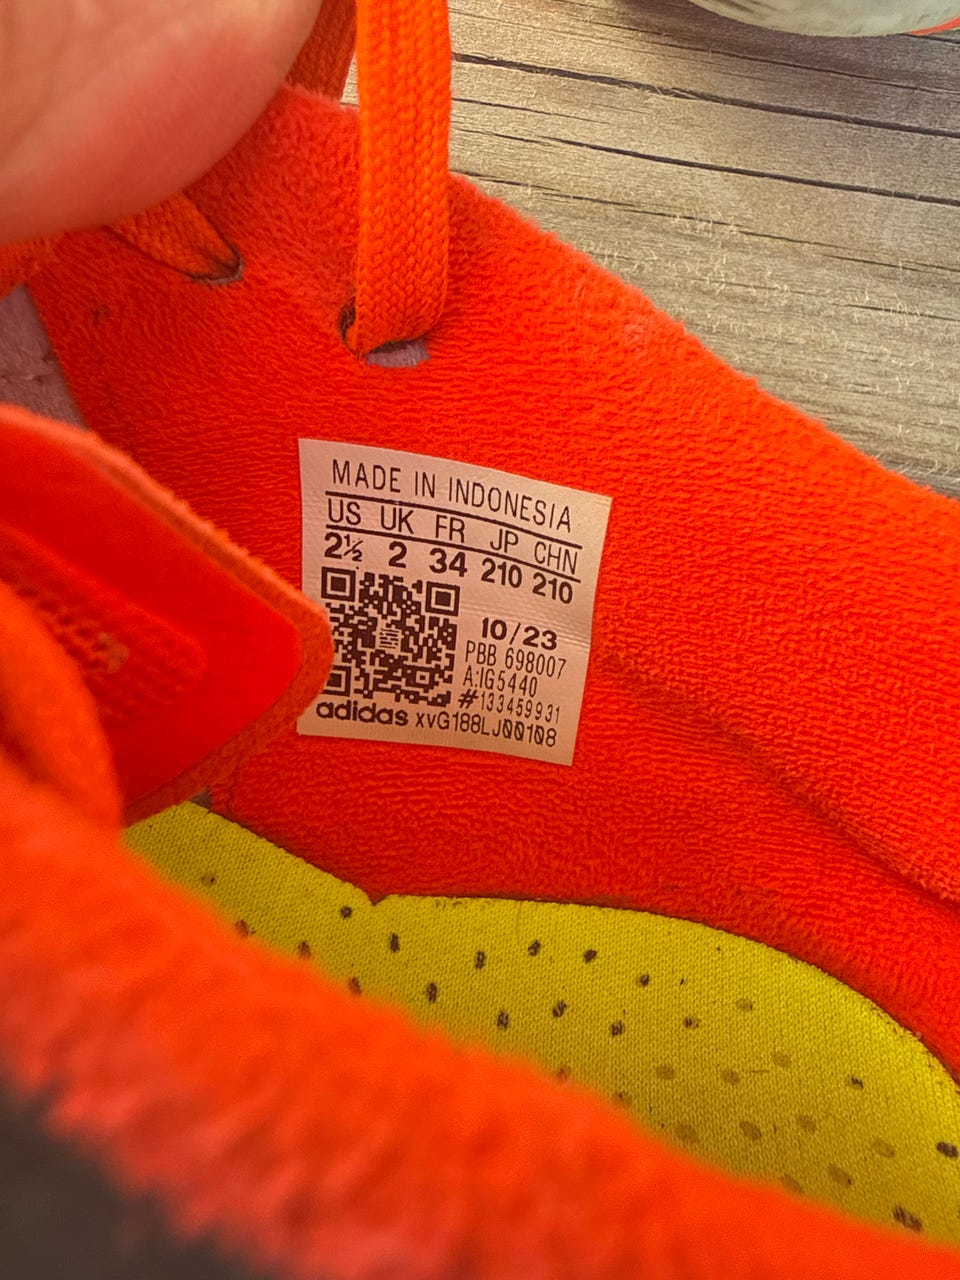 MADE IN INDONESIA
US UK FR JP CHN
2½ 2 34 210 210
10/23
PBB 698007
A:IG5440
#133459931
adidas xvG188LJ00108